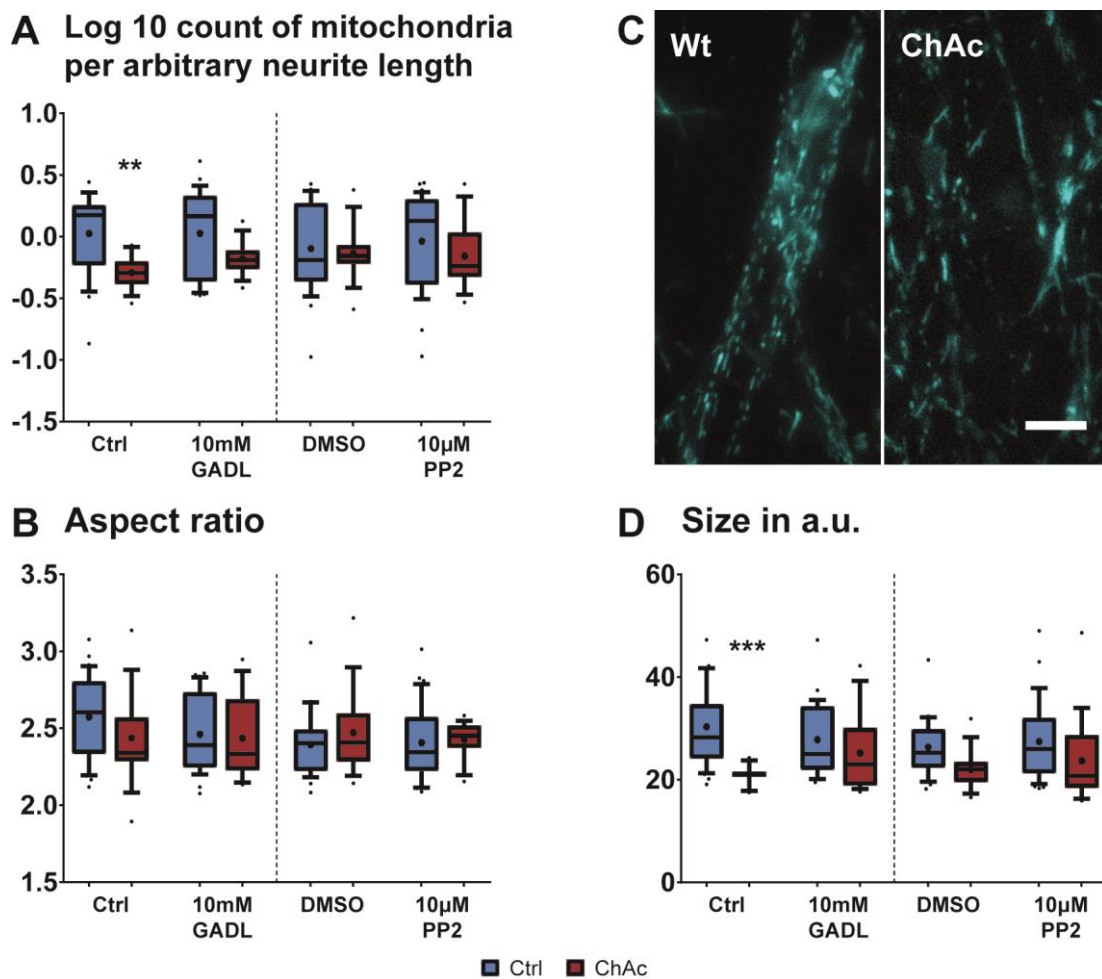 A Log 10 count of mitochondria
per arbitrary neurite length
1.0
0.5
0.0
-0.5
-1.0
-1.5
Ctrl
10mM
GADL
DMSO
10µM
PP2
**
C Wt
ChAc
B Aspect ratio
3.5
3.0
2.5
2.0
1.5
Ctrl
10mM
GADL
DMSO
10µM
PP2
D Size in a.u.
60
40
20
0
***
Ctrl
10mM
GADL
DMSO
10µM
PP2
Ctrl ChAc